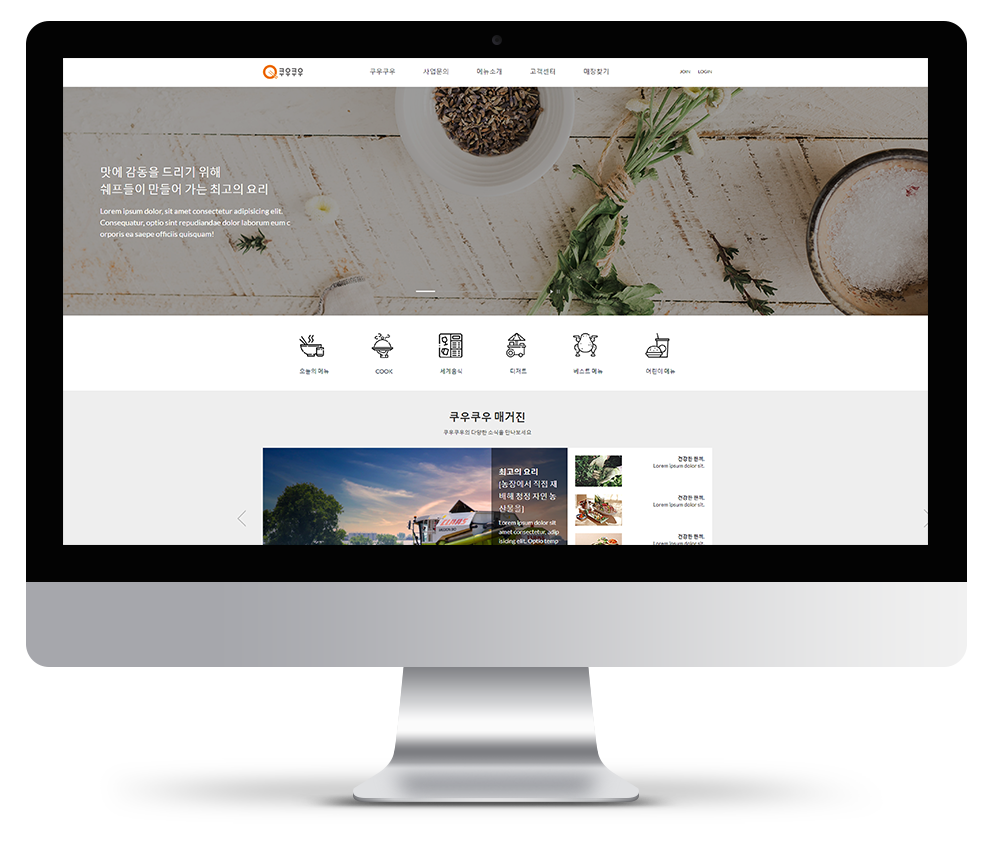 쿠우쿠우
쿠우쿠우
구우구우 사업문의 메뉴소개 고객센터 매장찾기
JOIN LOGIN
맛에 감동을 드리기 위해
쉐프들이 만들어 가는 최고의 요리
Lorem ipsum dolor, sit amet consectetur adipisicing elit.
Consequatur, optio sint repudiandae dolor laborum eum c
orporis ea saepe officiis quisquam!
오늘의 메뉴 COOK 세계음식 디저트 베스트 메뉴 어린이 메뉴
쿠우쿠우 매거진
쿠우쿠우의 다양한 소식을 만나보세요
최고의 요리
[농장에서 직접 재
배해 청정 자연 농
산물을]
Lorem ipsum dolor sit
amet consectetur, adip
isicing elit. Optio temp
CLAAS
건강한 한끼.
Lorem ipsum dolor sit.
건강한 한끼.
Lorem ipsum dolor sit.
건강한 한끼.
Lorem ipsum dolor sit.